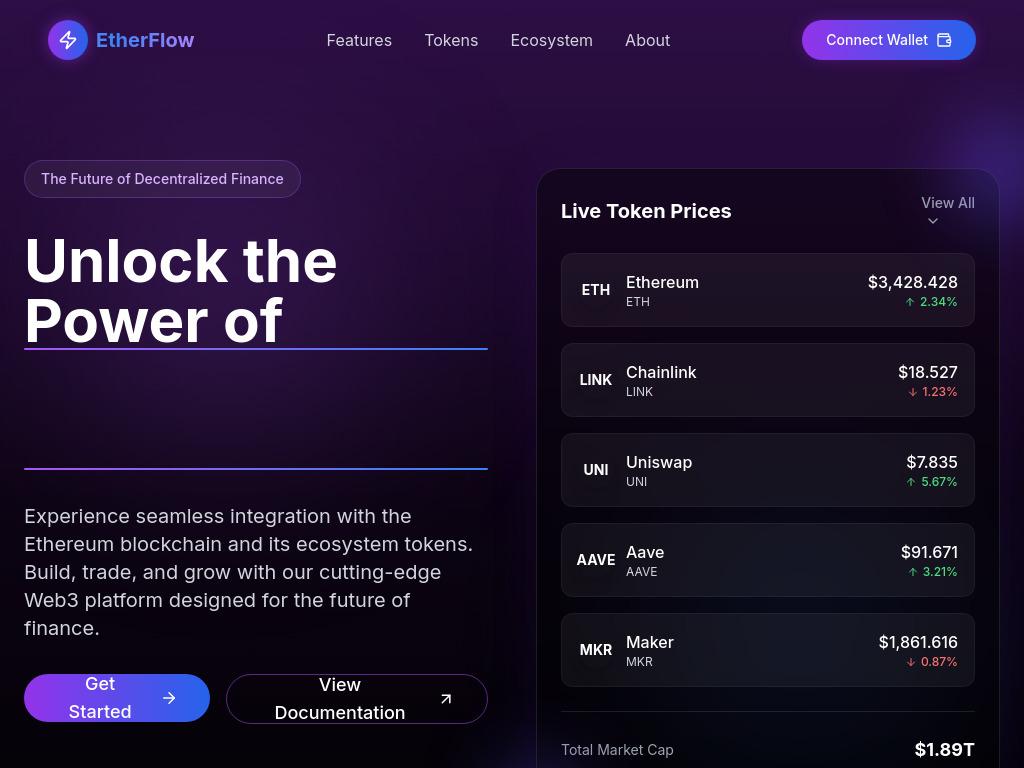 EtherFlow
Features
Tokens
Ecosystem
About
Connect Wallet
The Future of Decentralized Finance
Unlock the
Power of
Experience seamless integration with the
Ethereum blockchain and its ecosystem tokens.
Build, trade, and grow with our cutting-edge
Web3 platform designed for the future of
finance.
Get
Started
View
Documentation
Live Token Prices
View All
ETH
Ethereum
ETH
$3,428.428
↑ 2.34%
LINK
Chainlink
LINK
$18.527
↓ 1.23%
UNI
Uniswap
UNI
$7.835
↑ 5.67%
AAVE
Aave
AAVE
$91.671
↑ 3.21%
MKR
Maker
MKR
$1,861.616
↓ 0.87%
Total Market Cap
$1.89T